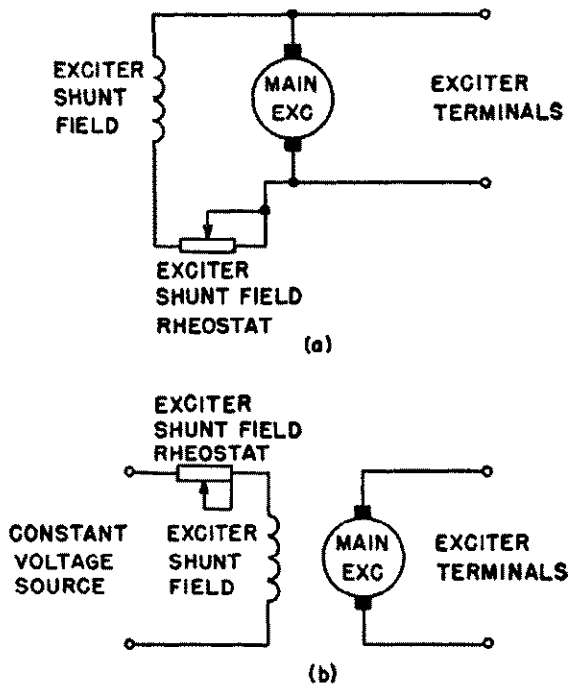 EXCITER
SHUNT
FIELD
MAIN
EXC
EXCITER
TERMINALS
EXCITER
SHUNT FIELD
RHEOSTAT
(a)
EXCITER
SHUNT FIELD
RHEOSTAT
CONSTANT
VOLTAGE
SOURCE
EXCITER
SHUNT
FIELD
MAIN
EXC
EXCITER
TERMINALS
(b)